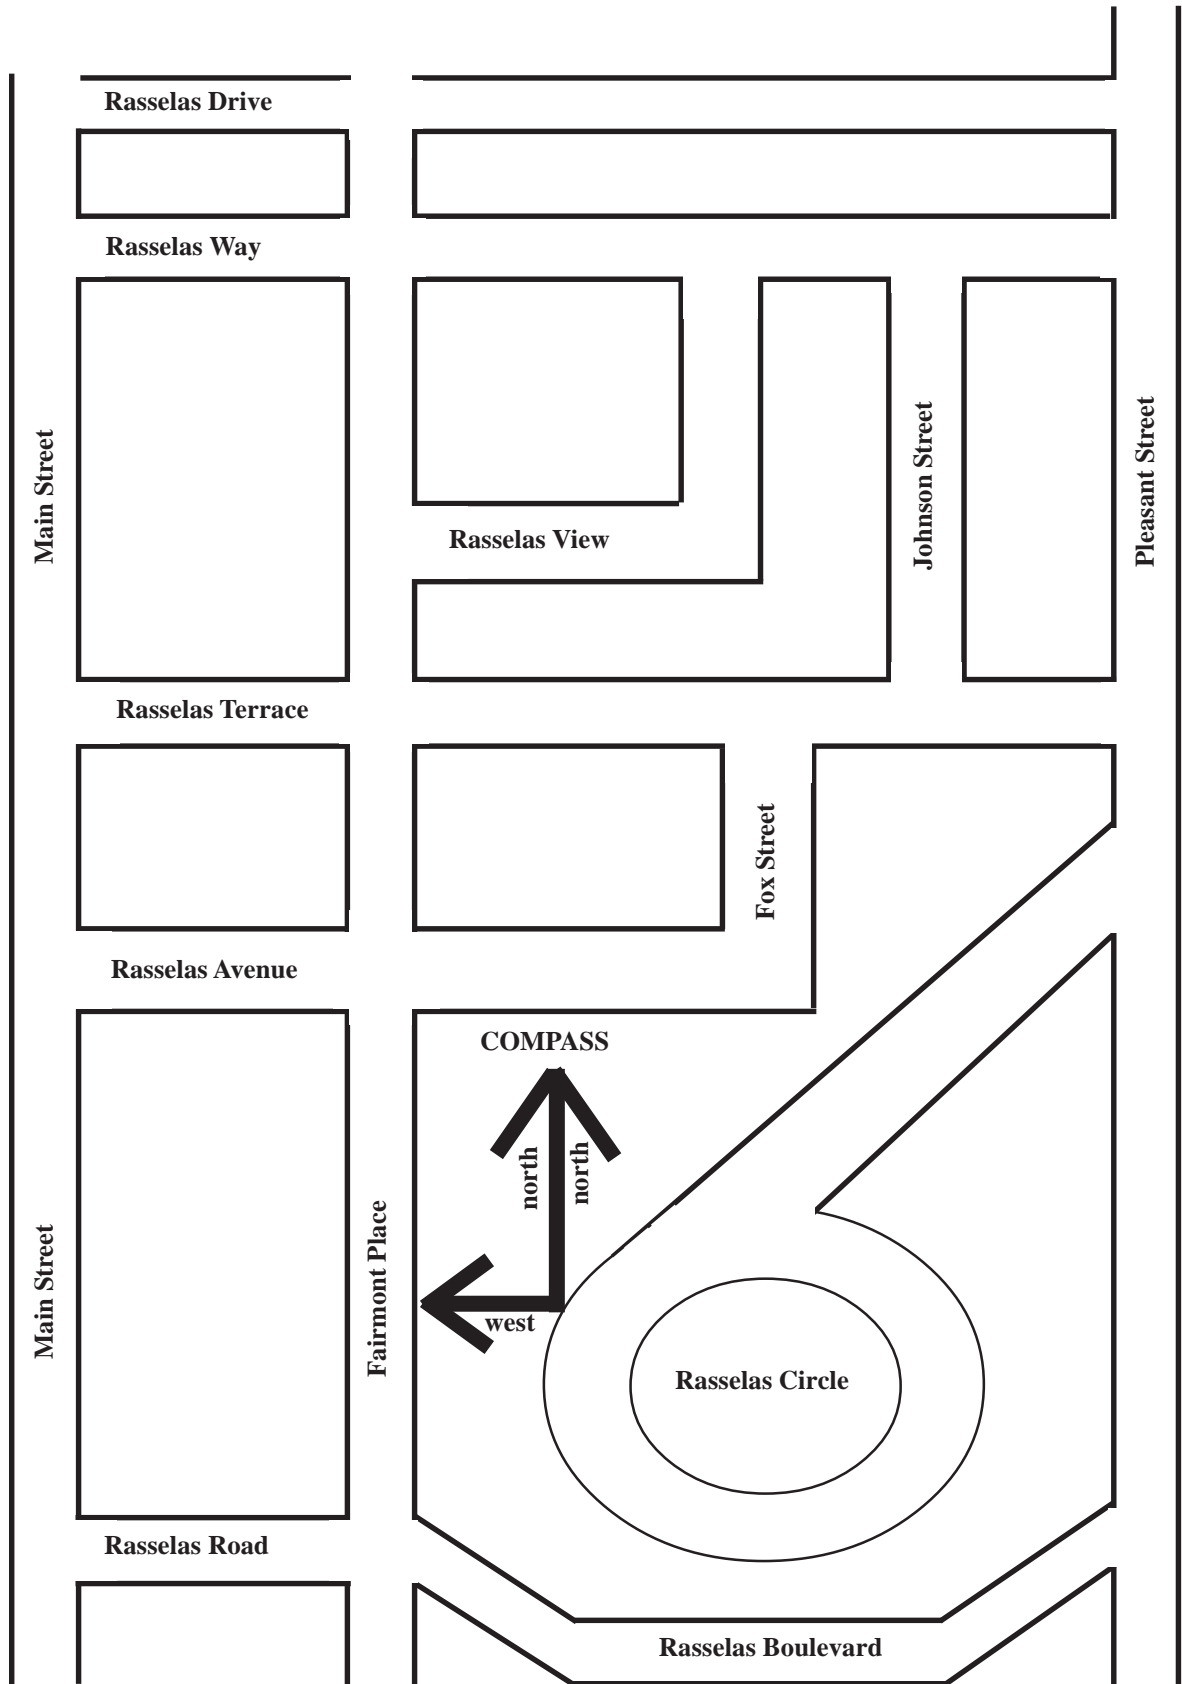 Rasselas Drive
Rasselas Way
Main Street
Johnson Street
Pleasant Street
Rasselas View
Rasselas Terrace
Fox Street
Rasselas Avenue
COMPASS
north
north
west
Main Street
Fairmont Place
Rasselas Circle
Rasselas Road
Rasselas Boulevard